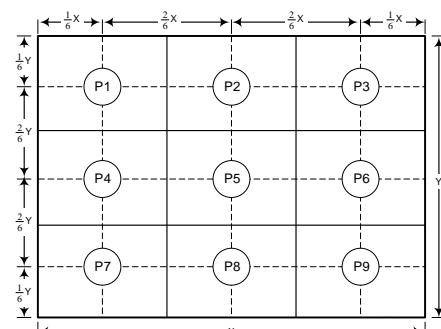 1/6 X 2/6 X 2/6 X 1/6 X
1/6 Y
P1 P2 P3
2/6 Y
P4 P5 P6 Y
2/6 Y
P7 P8 P9
1/6 Y